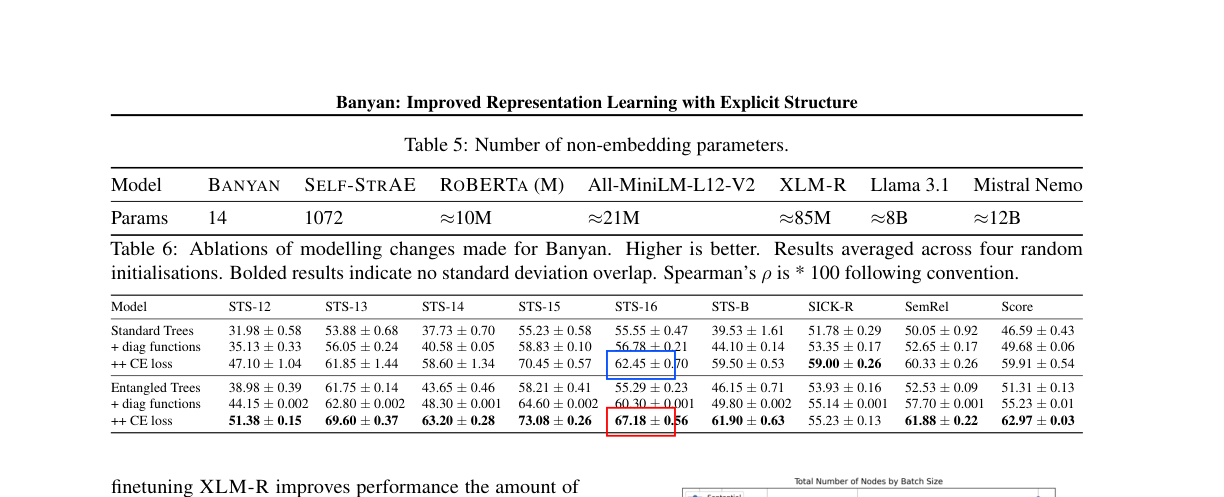 Banyan: Improved Representation Learning with Explicit Structure
Table 5: Number of non-embedding parameters.
Model BANYAN SELF-STRAE ROBERTA (M) All-MiniLM-L12-V2 XLM-R Llama 3.1 Mistral Nemo
Params 14 1072 ≈10M ≈21M ≈85M ≈8B ≈12B
Table 6: Ablations of modelling changes made for Banyan. Higher is better. Results averaged across four random
initialisations. Bolded results indicate no standard deviation overlap. Spearman's ρ is * 100 following convention.
Model STS-12 STS-13 STS-14 STS-15 STS-16 STS-B SICK-R SemRel Score
Standard Trees 31.98 ± 0.58 53.88 ± 0.68 37.73 ± 0.70 55.23 ± 0.58 55.55 ± 0.47 39.53 ± 1.61 51.78 ± 0.29 50.05 ± 0.92 46.59 ± 0.43
+ diag functions 35.13 ± 0.33 56.05 ± 0.24 40.58 ± 0.05 58.83 ± 0.10 56.78 ± 0.21 44.10 ± 0.14 53.35 ± 0.17 52.65 ± 0.17 49.68 ± 0.06
++ CE loss 47.10 ± 1.04 61.85 ± 1.44 58.60 ± 1.34 70.45 ± 0.57 62.45 ± 0.70 59.50 ± 0.53 59.00 ± 0.26 60.33 ± 0.26 59.91 ± 0.54
Entangled Trees 38.98 ± 0.39 61.75 ± 0.14 43.65 ± 0.46 58.21 ± 0.41 55.29 ± 0.23 46.15 ± 0.71 53.93 ± 0.16 52.53 ± 0.09 51.31 ± 0.13
+ diag functions 44.15 ± 0.002 62.80 ± 0.002 48.30 ± 0.001 64.60 ± 0.002 60.30 ± 0.001 49.80 ± 0.002 55.14 ± 0.001 57.70 ± 0.001 55.23 ± 0.01
++ CE loss 51.38 ± 0.15 69.60 ± 0.37 63.20 ± 0.28 73.08 ± 0.26 67.18 ± 0.56 61.90 ± 0.63 55.23 ± 0.13 61.88 ± 0.22 62.97 ± 0.03
finetuning XLM-R improves performance the amount of
Total Number of Nodes by Batch Size